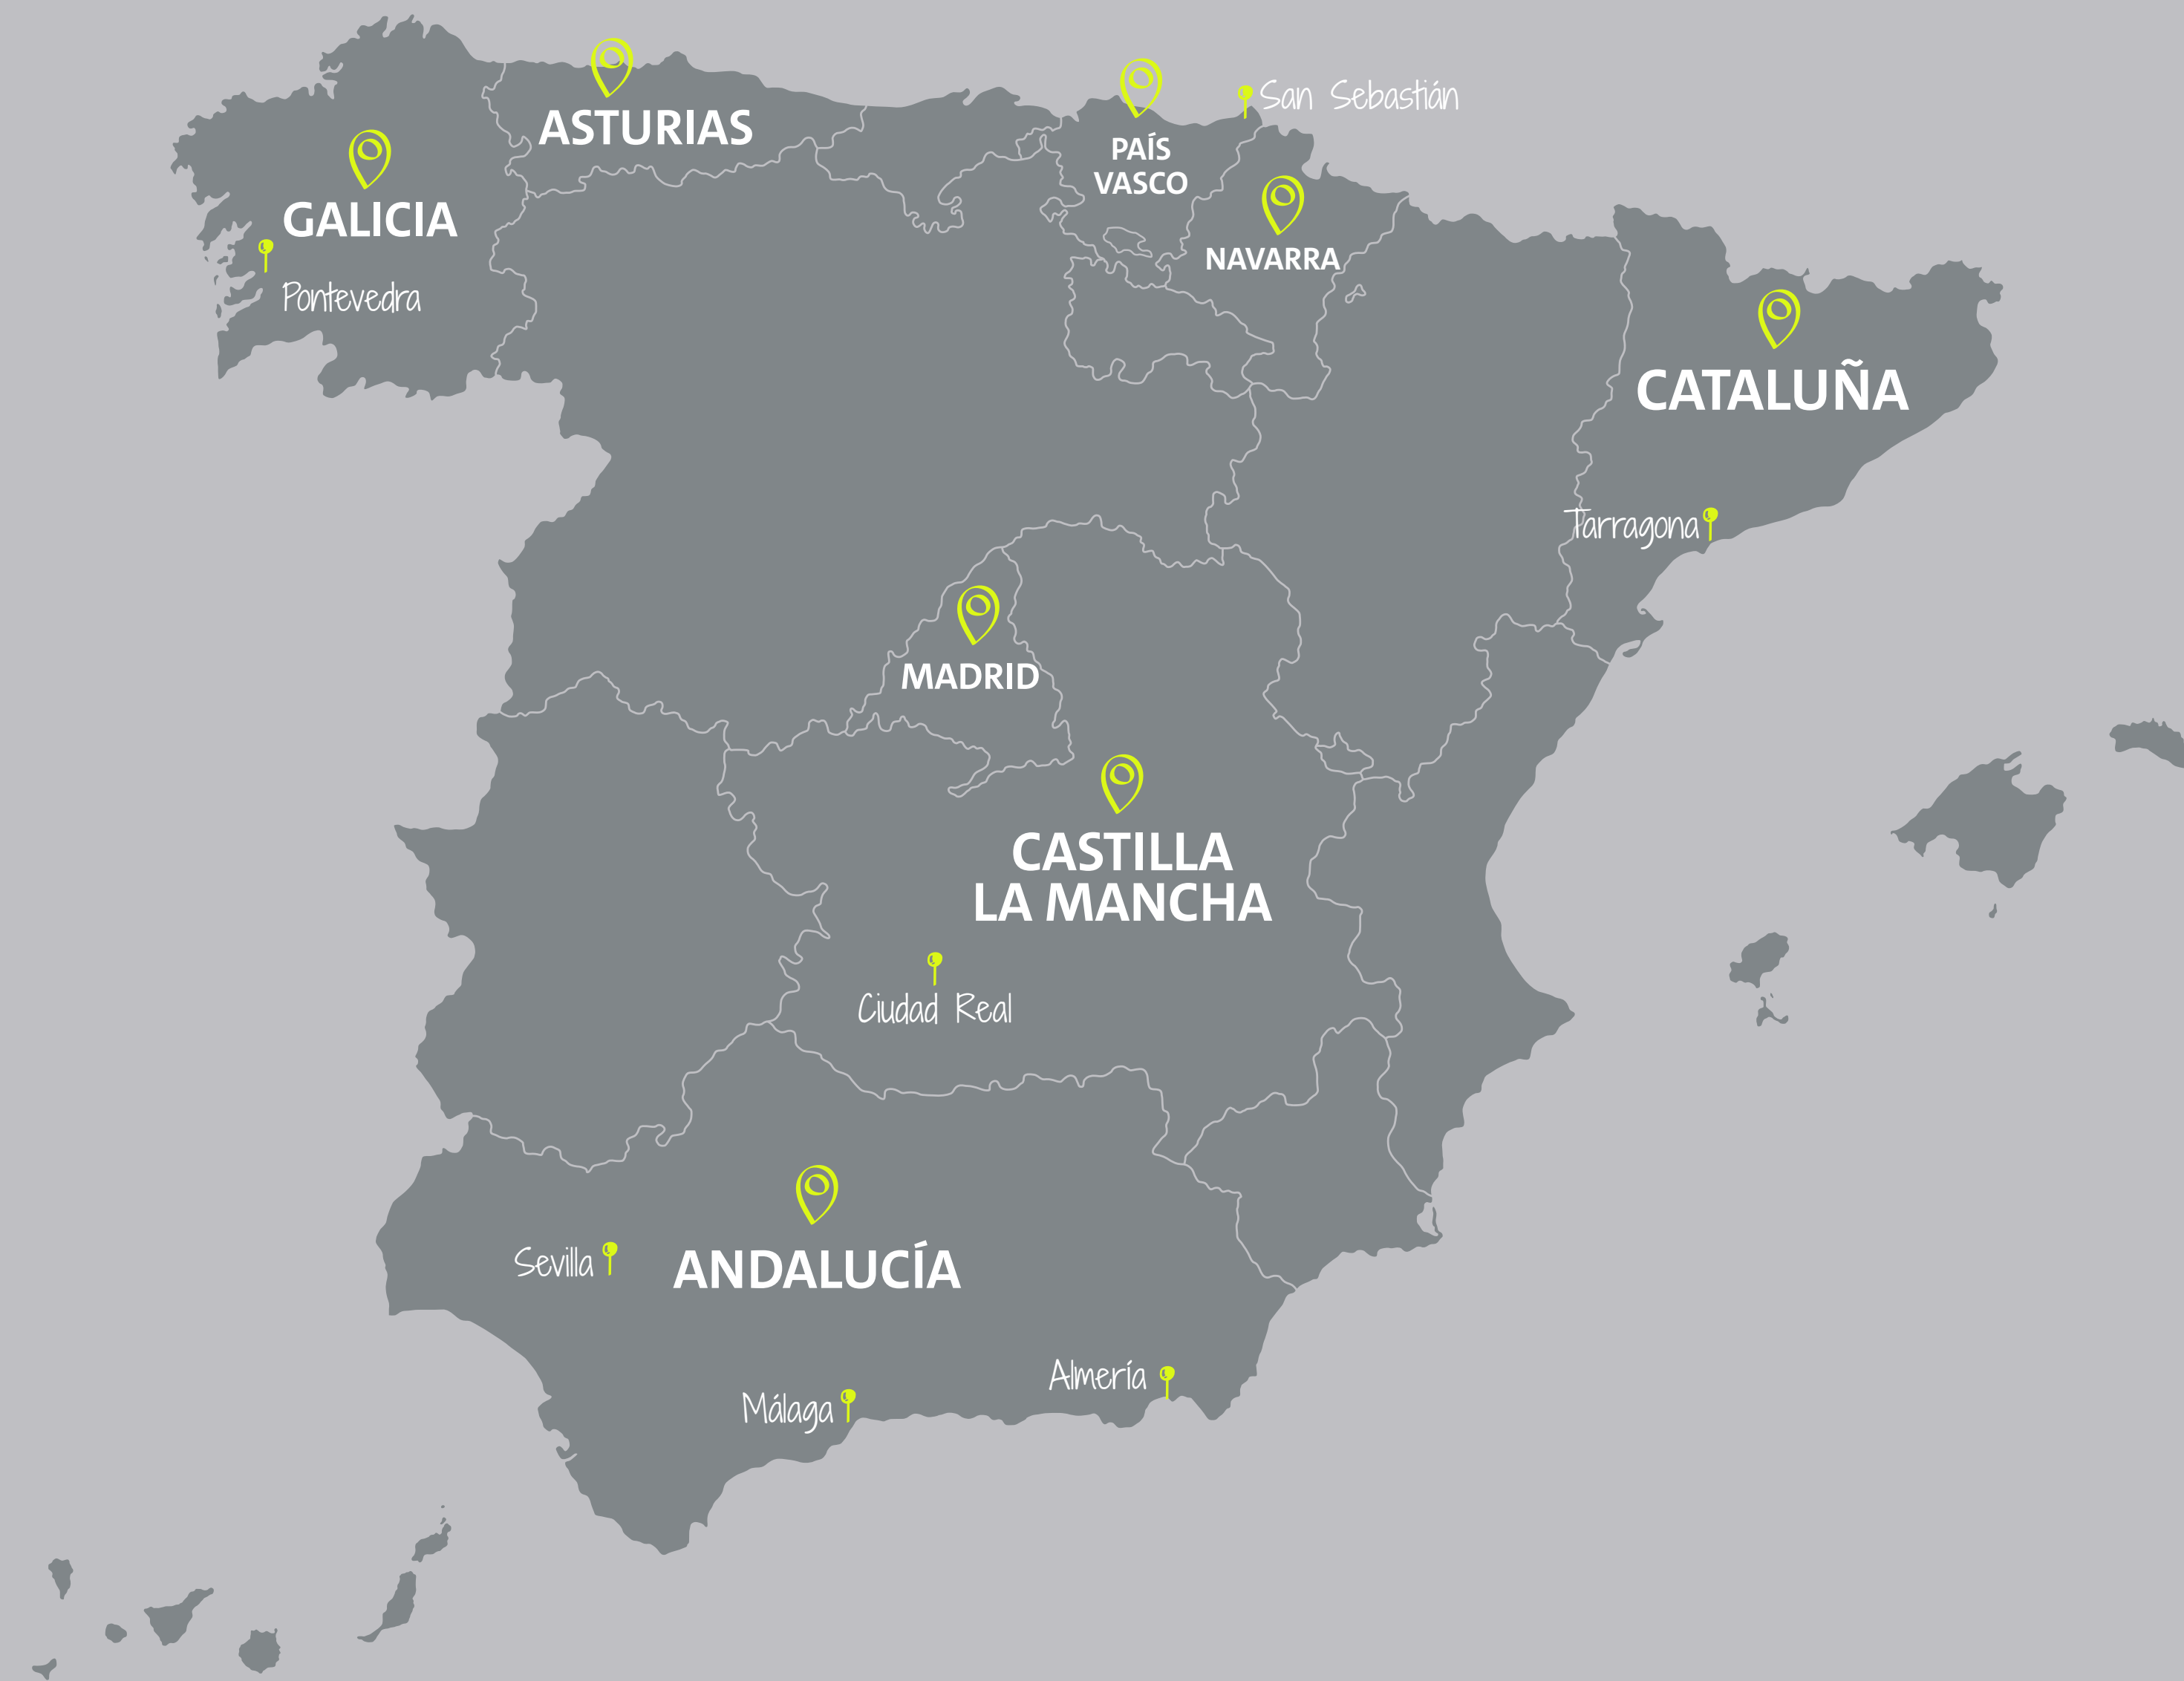 ASTURIAS
San Sebastián
PAÍS
VASCO
GALICIA
NAVARRA
Pontevedra
CATALUÑA
Tarragona
MADRID
CASTILLA
LA MANCHA
Ciudad Real
Sevilla
ANDALUCÍA
Almería
Málaga